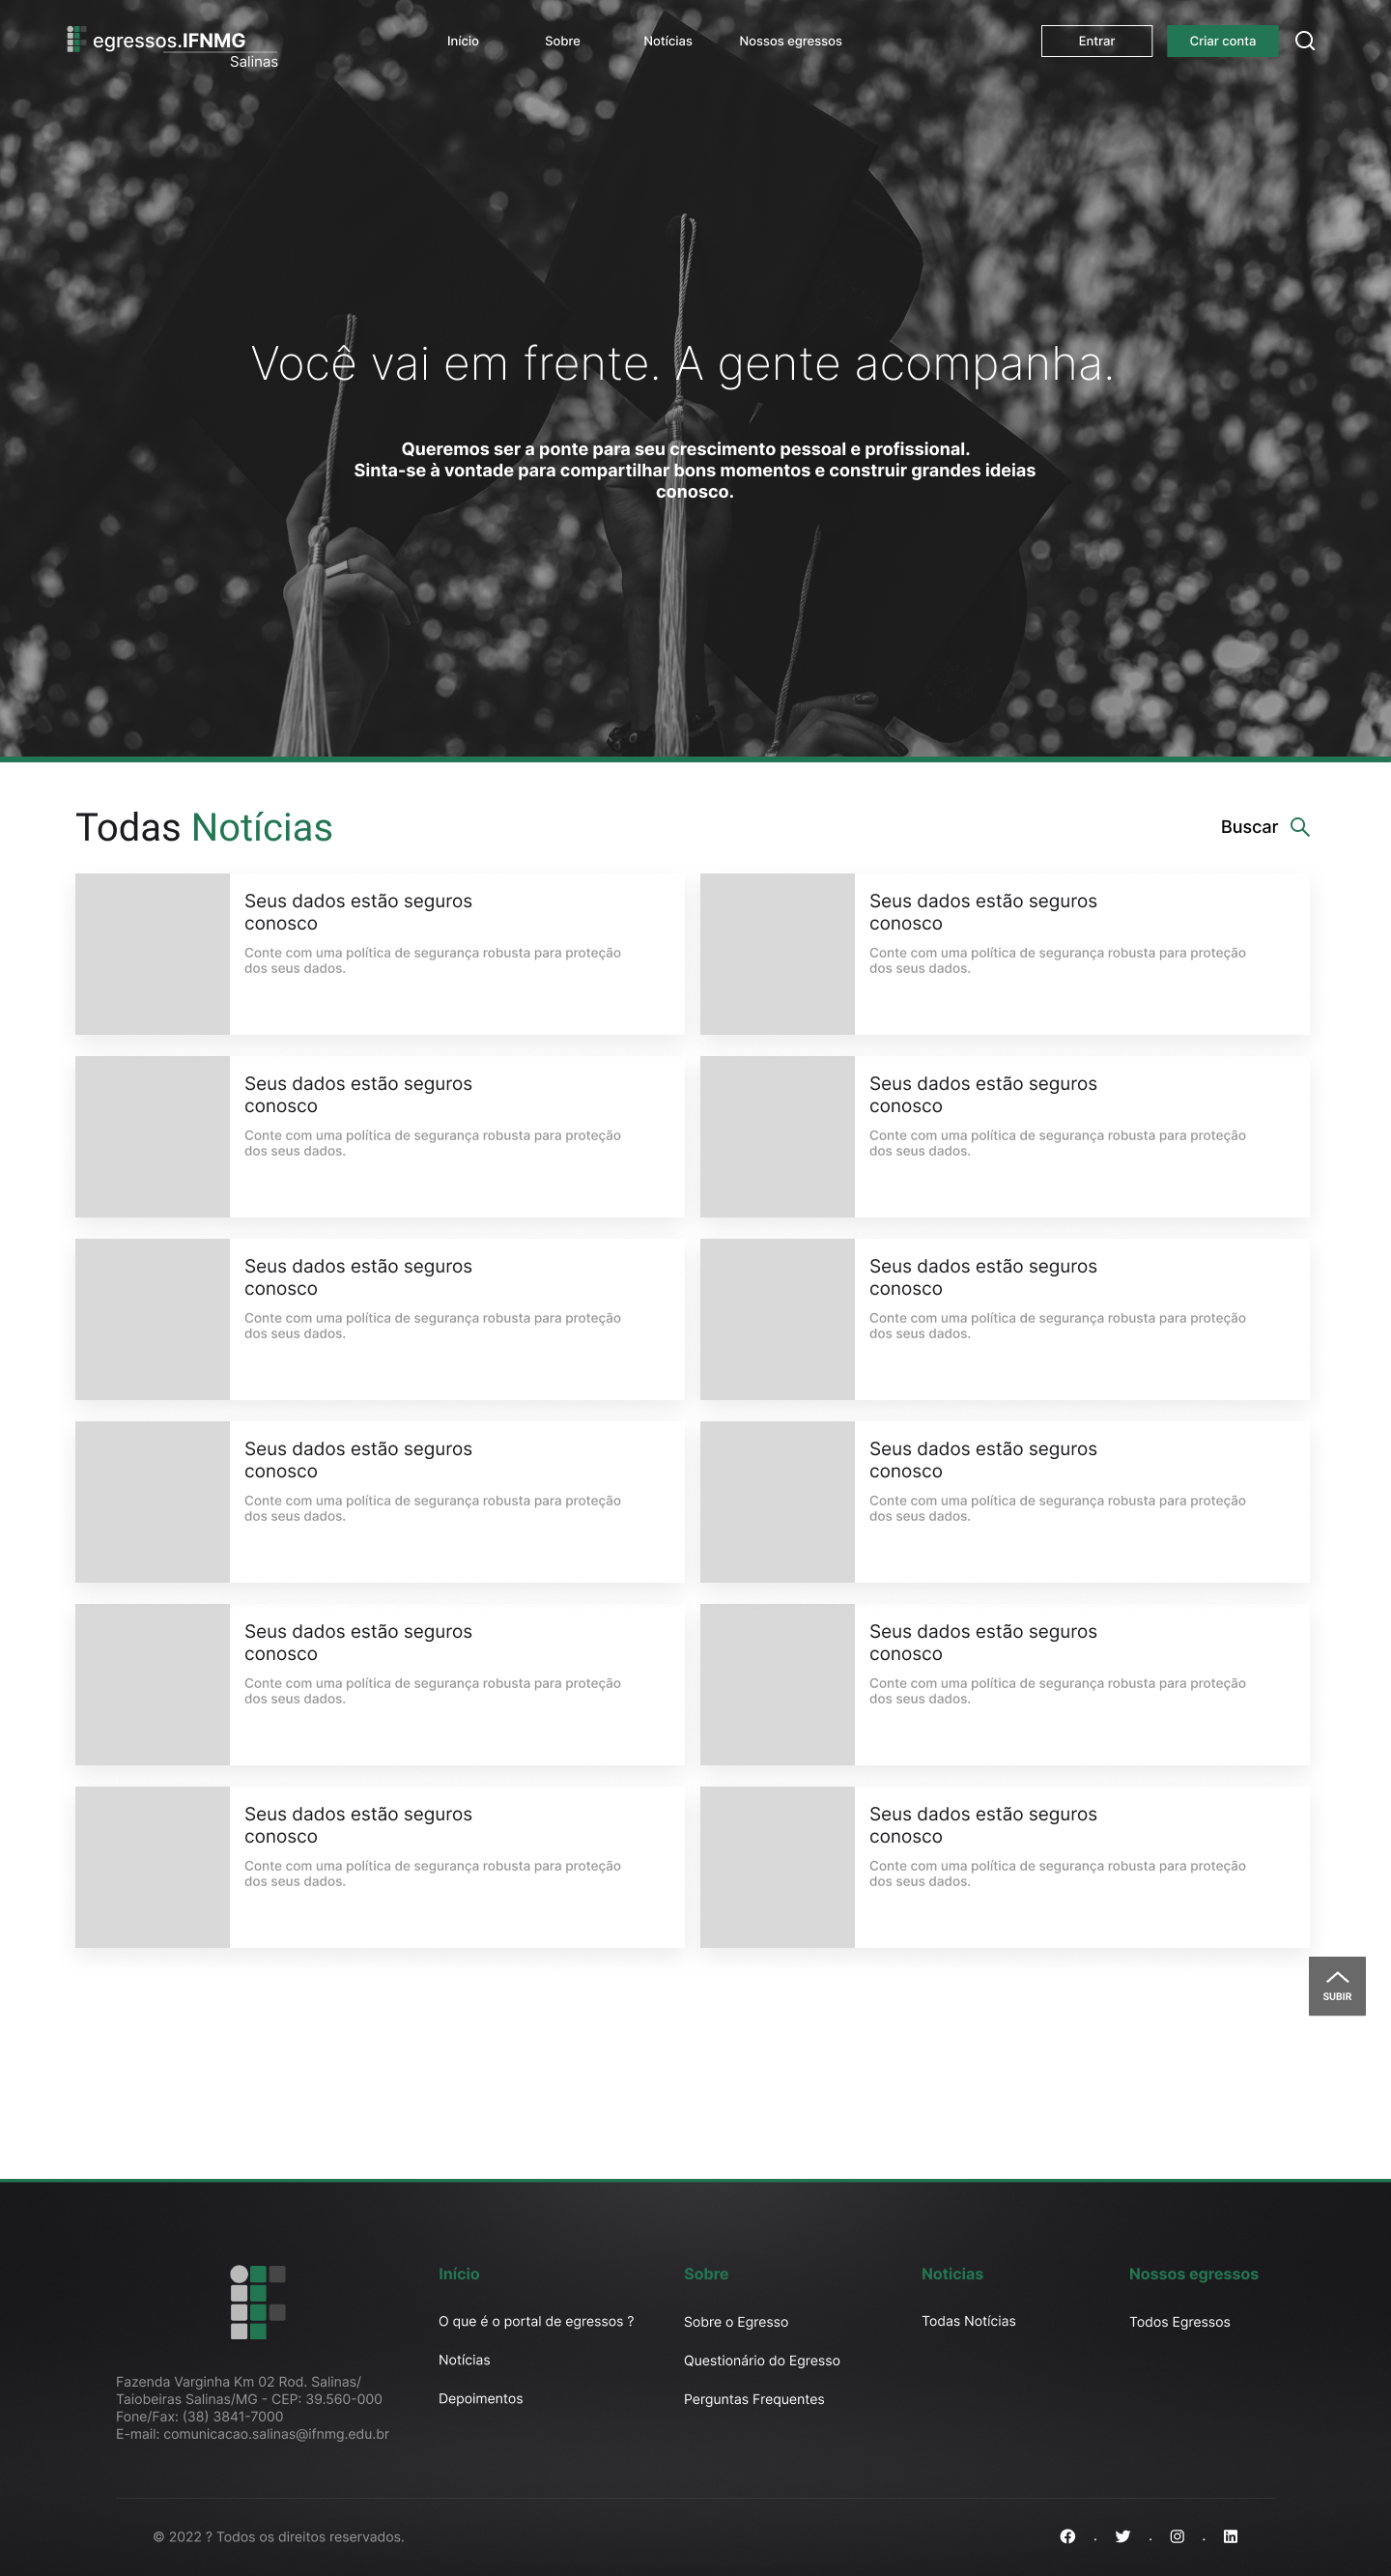 egressos.IFNMG
Salinas
Início
Sobre
Notícias
Nossos egressos
Entrar
Criar conta
Você vai em frente. A gente acompanha.
Queremos ser a ponte para seu crescimento pessoal e profissional.
Sinta-se à vontade para compartilhar bons momentos e construir grandes ideias
conosco.
Todas Notícias
Buscar
Seus dados estão seguros
conosco
Conte com uma política de segurança robusta para proteção
dos seus dados.
Seus dados estão seguros
conosco
Conte com uma política de segurança robusta para proteção
dos seus dados.
Seus dados estão seguros
conosco
Conte com uma política de segurança robusta para proteção
dos seus dados.
Seus dados estão seguros
conosco
Conte com uma política de segurança robusta para proteção
dos seus dados.
Seus dados estão seguros
conosco
Conte com uma política de segurança robusta para proteção
dos seus dados.
Seus dados estão seguros
conosco
Conte com uma política de segurança robusta para proteção
dos seus dados.
Seus dados estão seguros
conosco
Conte com uma política de segurança robusta para proteção
dos seus dados.
Seus dados estão seguros
conosco
Conte com uma política de segurança robusta para proteção
dos seus dados.
Seus dados estão seguros
conosco
Conte com uma política de segurança robusta para proteção
dos seus dados.
Seus dados estão seguros
conosco
Conte com uma política de segurança robusta para proteção
dos seus dados.
Seus dados estão seguros
conosco
Conte com uma política de segurança robusta para proteção
dos seus dados.
Seus dados estão seguros
conosco
Conte com uma política de segurança robusta para proteção
dos seus dados.
SUBIR
Fazenda Varginha Km 02 Rod. Salinas/
Taiobeiras Salinas/MG - CEP: 39.560-000
Fone/Fax: (38) 3841-7000
E-mail: comunicacao.salinas@ifnmg.edu.br
Início
O que é o portal de egressos ?
Notícias
Depoimentos
Sobre
Sobre o Egresso
Questionário do Egresso
Perguntas Frequentes
Noticias
Todas Notícias
Nossos egressos
Todos Egressos
© 2022 ? Todos os direitos reservados.